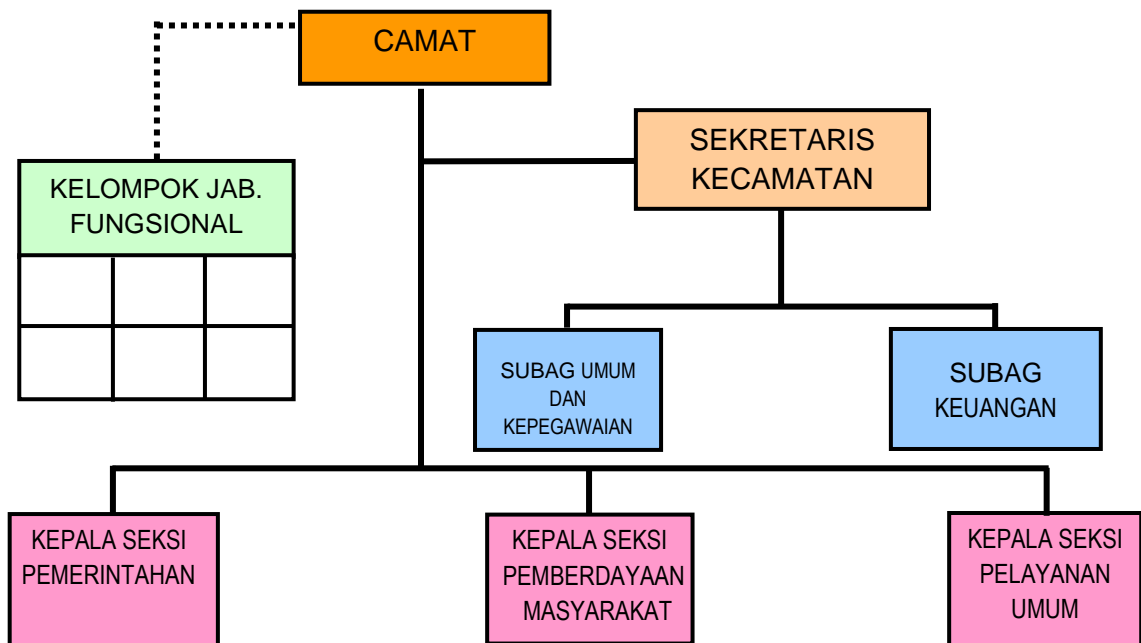 CAMAT
SEKRETARIS
KECAMATAN
KELOMPOK JAB.
FUNGSIONAL
SUBAG UMUM
DAN
KEPEGAWAIAN
SUBAG
KEUANGAN
KEPALA SEKSI
PEMERINTAHAN
KEPALA SEKSI
PEMBERDAYAAN
MASYARAKAT
KEPALA SEKSI
PELAYANAN
UMUM